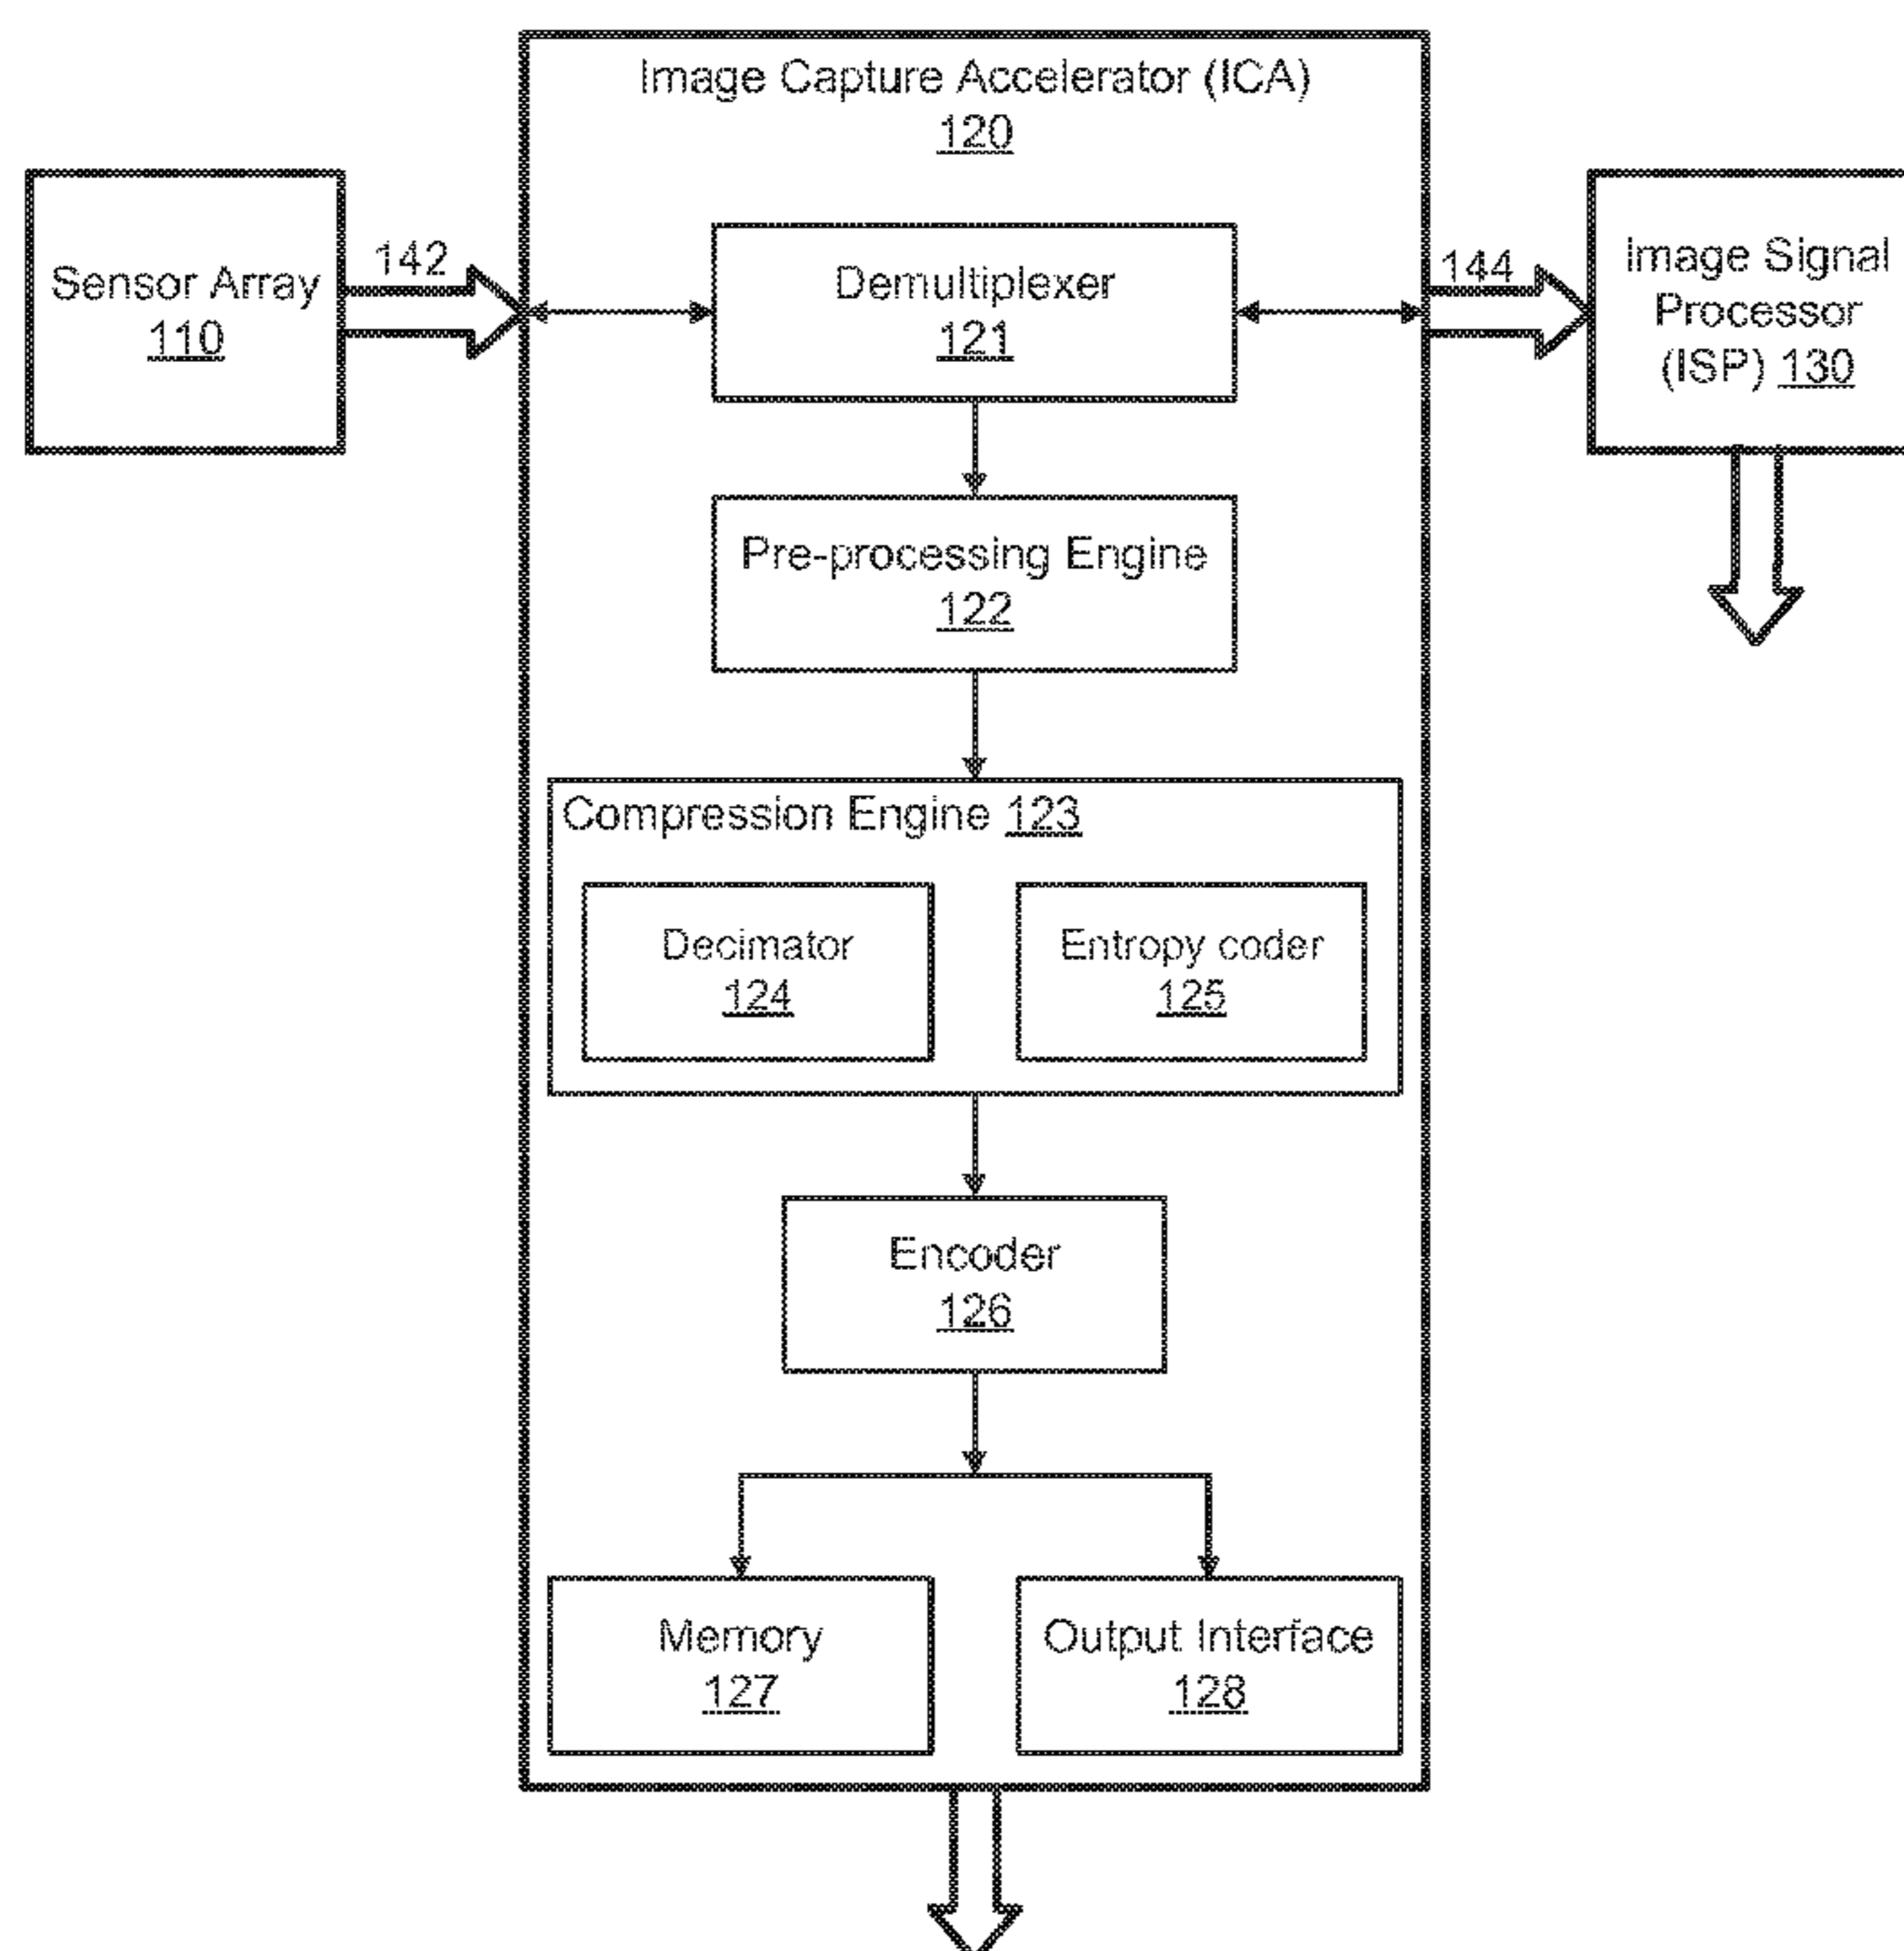 Image Capture Accelerator (ICA)
120
Sensor Array
110
142
Demultiplexer
121
144
Image Signal
Processor
(ISP) 130
Pre-processing Engine
122
Compression Engine 123
Decimator
124
Entropy coder
125
Encoder
126
Memory
127
Output Interface
128